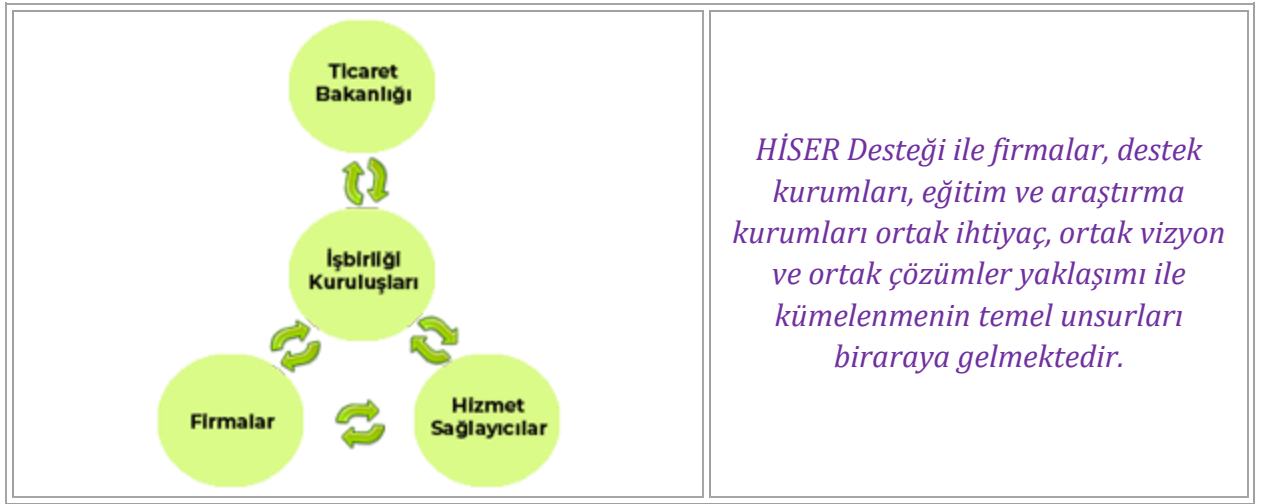 Ticaret
Bakanlığı
İşbirliği
Kuruluşları
Firmalar
Hizmet
Sağlayıcılar
HİSER Desteği ile firmalar, destek
kurumları, eğitim ve araştırma
kurumları ortak ihtiyaç, ortak vizyon
ve ortak çözümler yaklaşımı ile
kümelenmenin temel unsurları
biraraya gelmektedir.